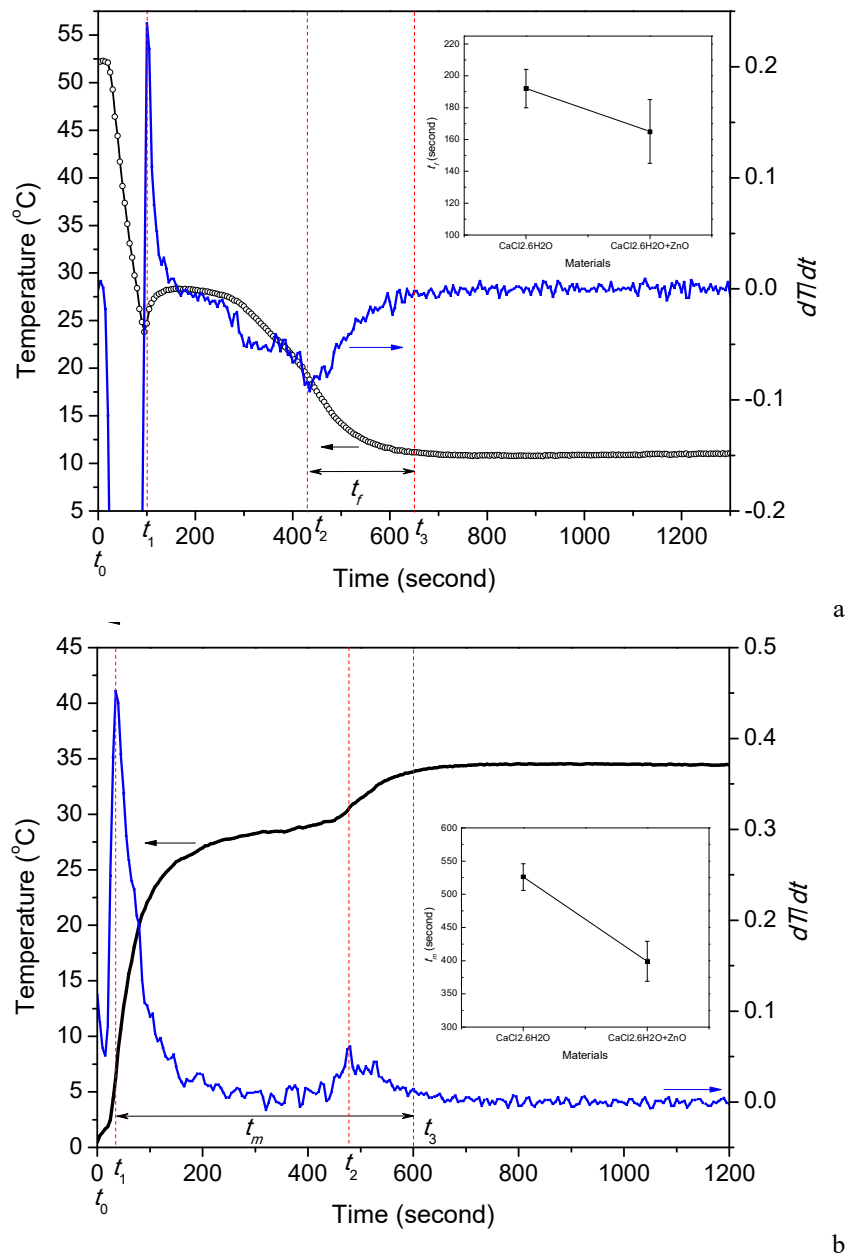 55
50
45
40
35
30
25
20
15
10
5
Temperature (°C)
0.2
0.1
0.0
-0.1
-0.2
dT/dt
0 200 400 600 800 1000 1200
t0 t1 t2 t3
tf
Time (second)
220
200
180
160
140
120
100
tf (second)
CaCl2.6H2O CaCl2.6H2O+ZnO
Materials
a
45
40
35
30
25
20
15
10
5
0
Temperature (°C)
0.5
0.4
0.3
0.2
0.1
0.0
dT/dt
600
550
500
450
400
350
300
tm (second)
CaCl2.6H2O CaCl2.6H2O+ZnO
Materials
tm
0 200 400 600 800 1000 1200
t0 t1 t2 t3
Time (second)
b